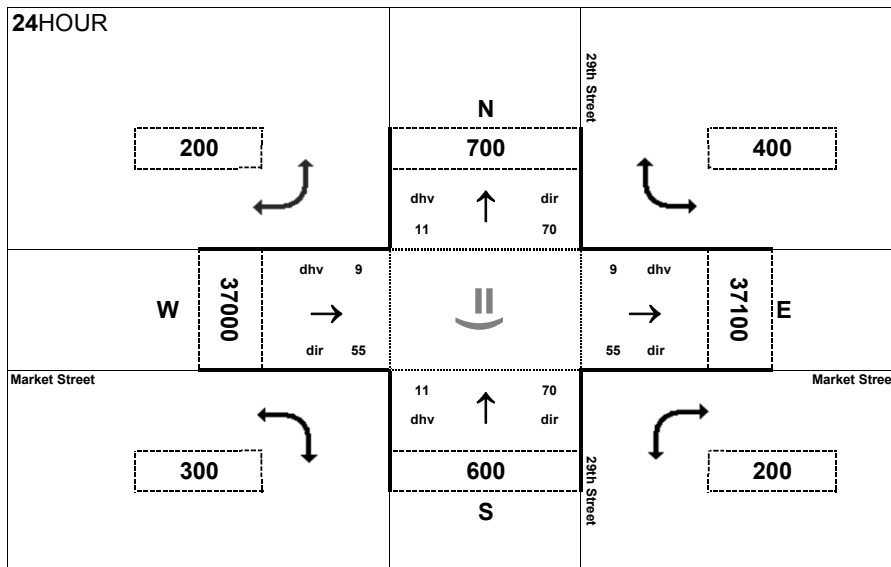 24HOUR
29th Street
N
200
700
400
dhv dir
11 70
dhv 9
9 dhv
W
37000
37100
E
dir 55
55 dir
Market Street
Market Stree
11 70
dhv dir
300
600
200
29th Street
S